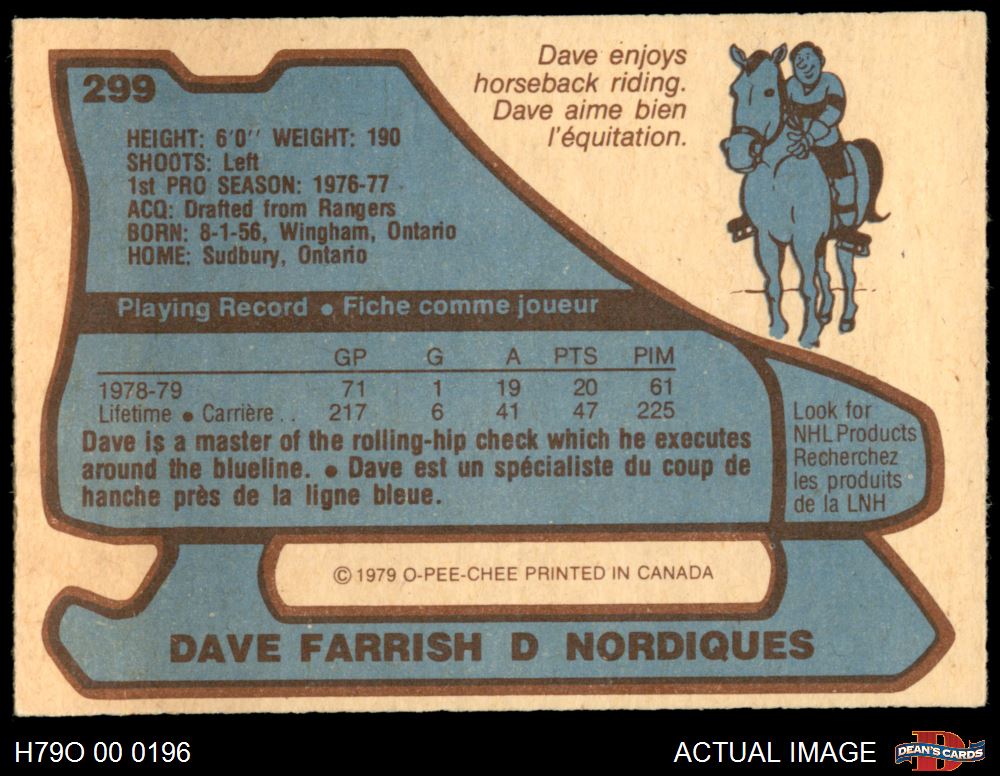 299
Dave enjoys
horseback riding.
Dave aime bien
l'équitation.
HEIGHT: 6'0'' WEIGHT: 190
SHOOTS: Left
1st PRO SEASON: 1976-77
ACQ: Drafted from Rangers
BORN: 8-1-56, Wingham, Ontario
HOME: Sudbury, Ontario
Playing Record • Fiche comme joueur
GP G A PTS PIM
1978-79 71 1 19 20 61
Lifetime • Carrière . . 217 6 41 47 225
Dave is a master of the rolling-hip check which he executes
around the blueline. • Dave est un spécialiste du coup de
hanche près de la ligne bleue.
Look for
NHL Products
Recherchez
les produits
de la LNH
© 1979 O-PEE-CHEE PRINTED IN CANADA
DAVE FARRISH D NORDIQUES
H79O 00 0196
ACTUAL IMAGE
DEAN'S CARDS